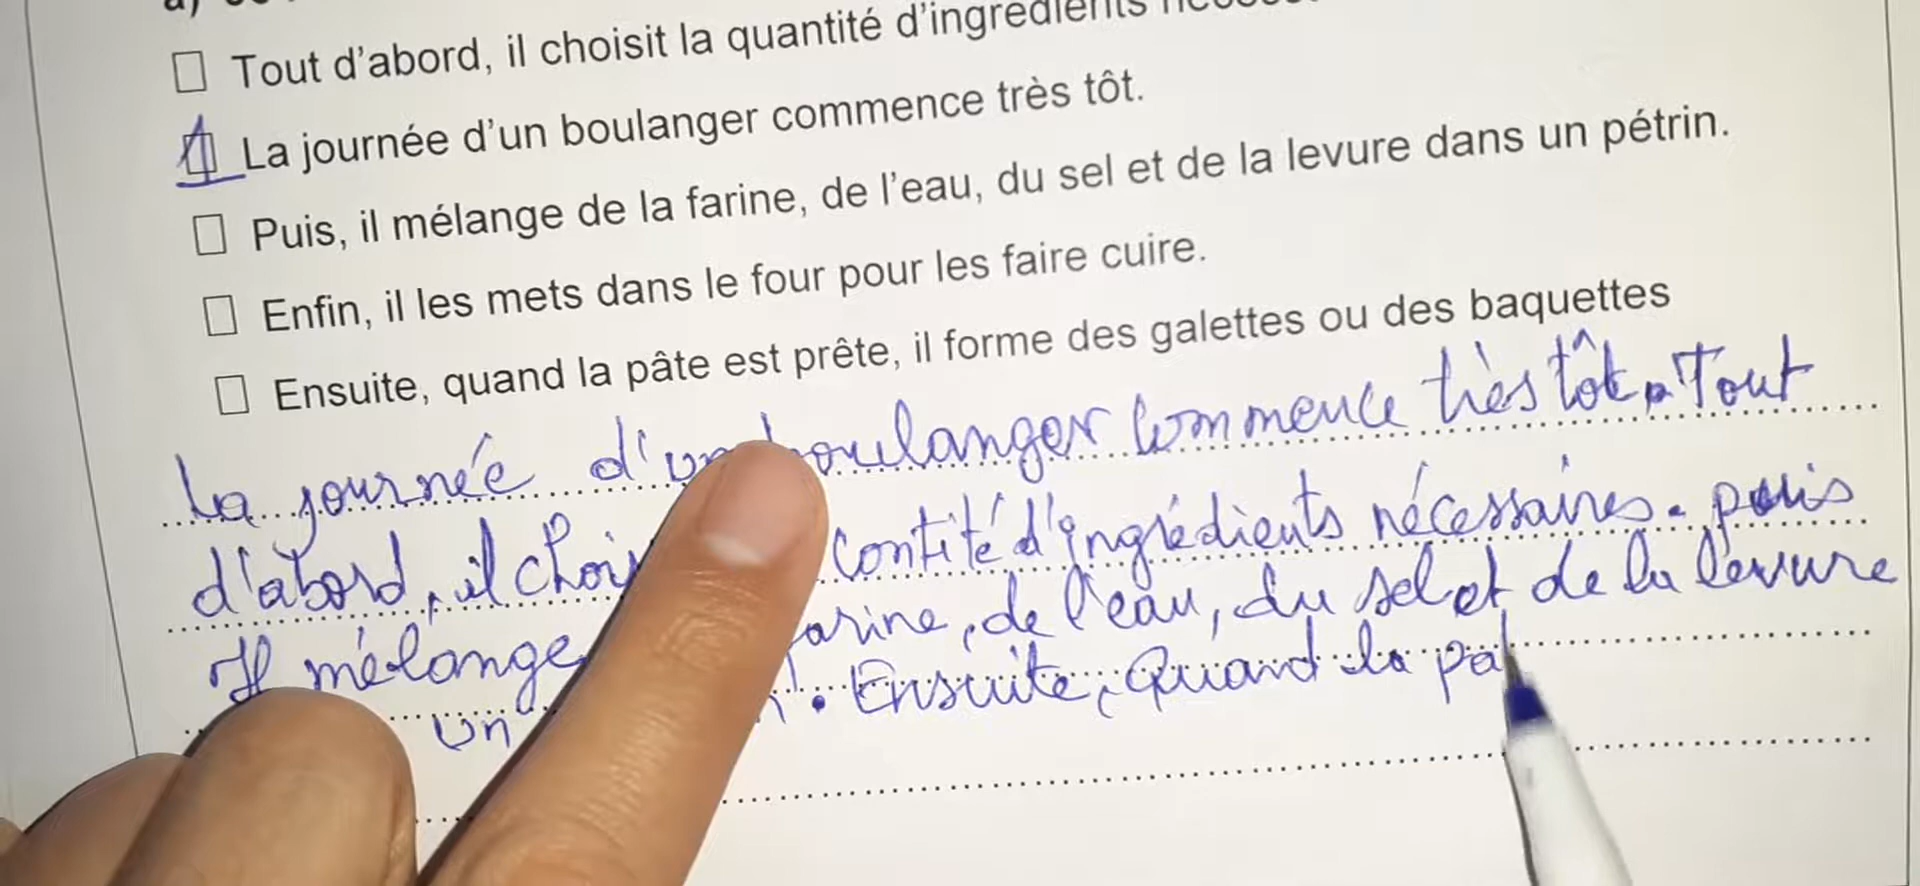 a)
Tout d'abord, il choisit la quantité d'ingrédients
1 La journée d'un boulanger commence très tôt.
Puis, il mélange de la farine, de l'eau, du sel et de la levure dans un pétrin.
Enfin, il les mets dans le four pour les faire cuire.
Ensuite, quand la pâte est prête, il forme des galettes ou des baquettes
La journée d'un boulanger commence très tôt. Tout
d'abord, il chois contité d'ingrédients nécessaires. puis
Il mélange arine, de l'eau, du sel et de la levure
un . Ensuite, Quand la pa